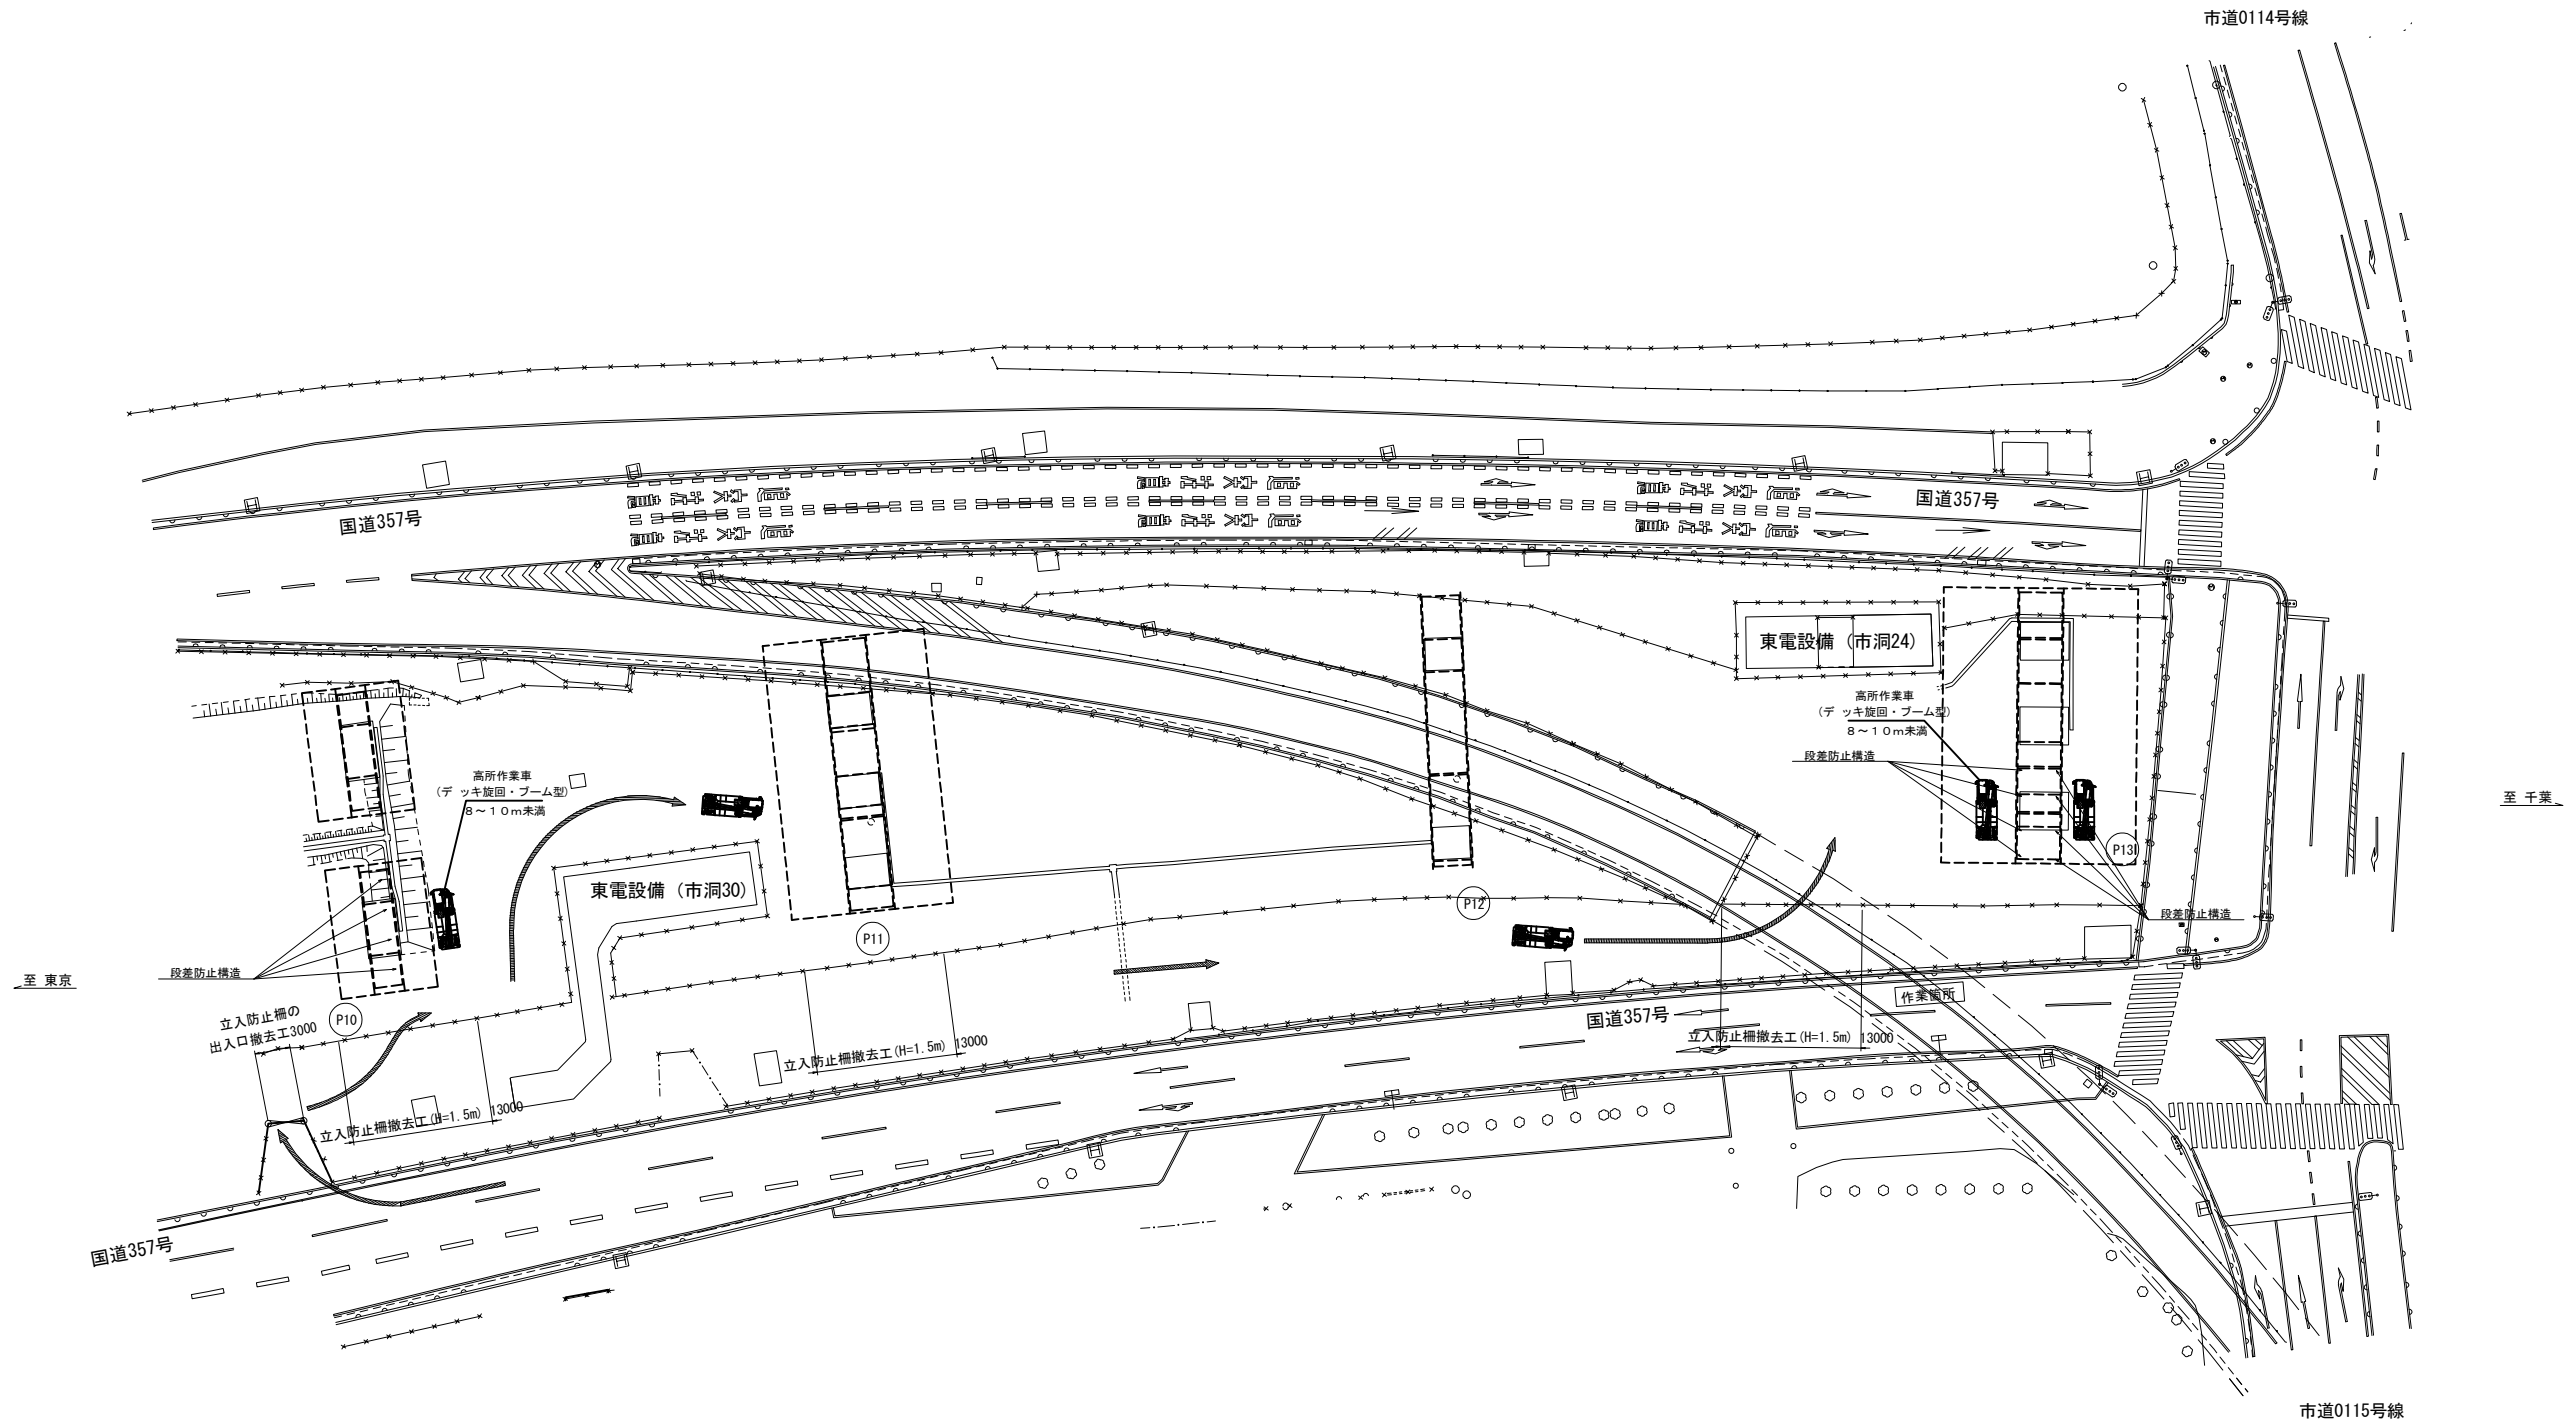 市道0114号線
国道357号
車 線 注 意
車 線 注 意
国道357号
東電設備 (市洞24)
高所作業車
(デ ッキ旋回・ブーム型)
8~10m未満
段差防止構造
高所作業車
(デ ッキ旋回・ブーム型)
8~10m未満
至 千葉
P13
東電設備 (市洞30)
P12
段差防止構造
P11
段差防止構造
至 東京
作業箇所
立入防止柵の
出入口撤去工3000
P10
国道357号
立入防止柵撤去工(H=1.5m) 13000
立入防止柵撤去工(H=1.5m) 13000
立入防止柵撤去工(H=1.5m) 13000
国道357号
市道0115号線